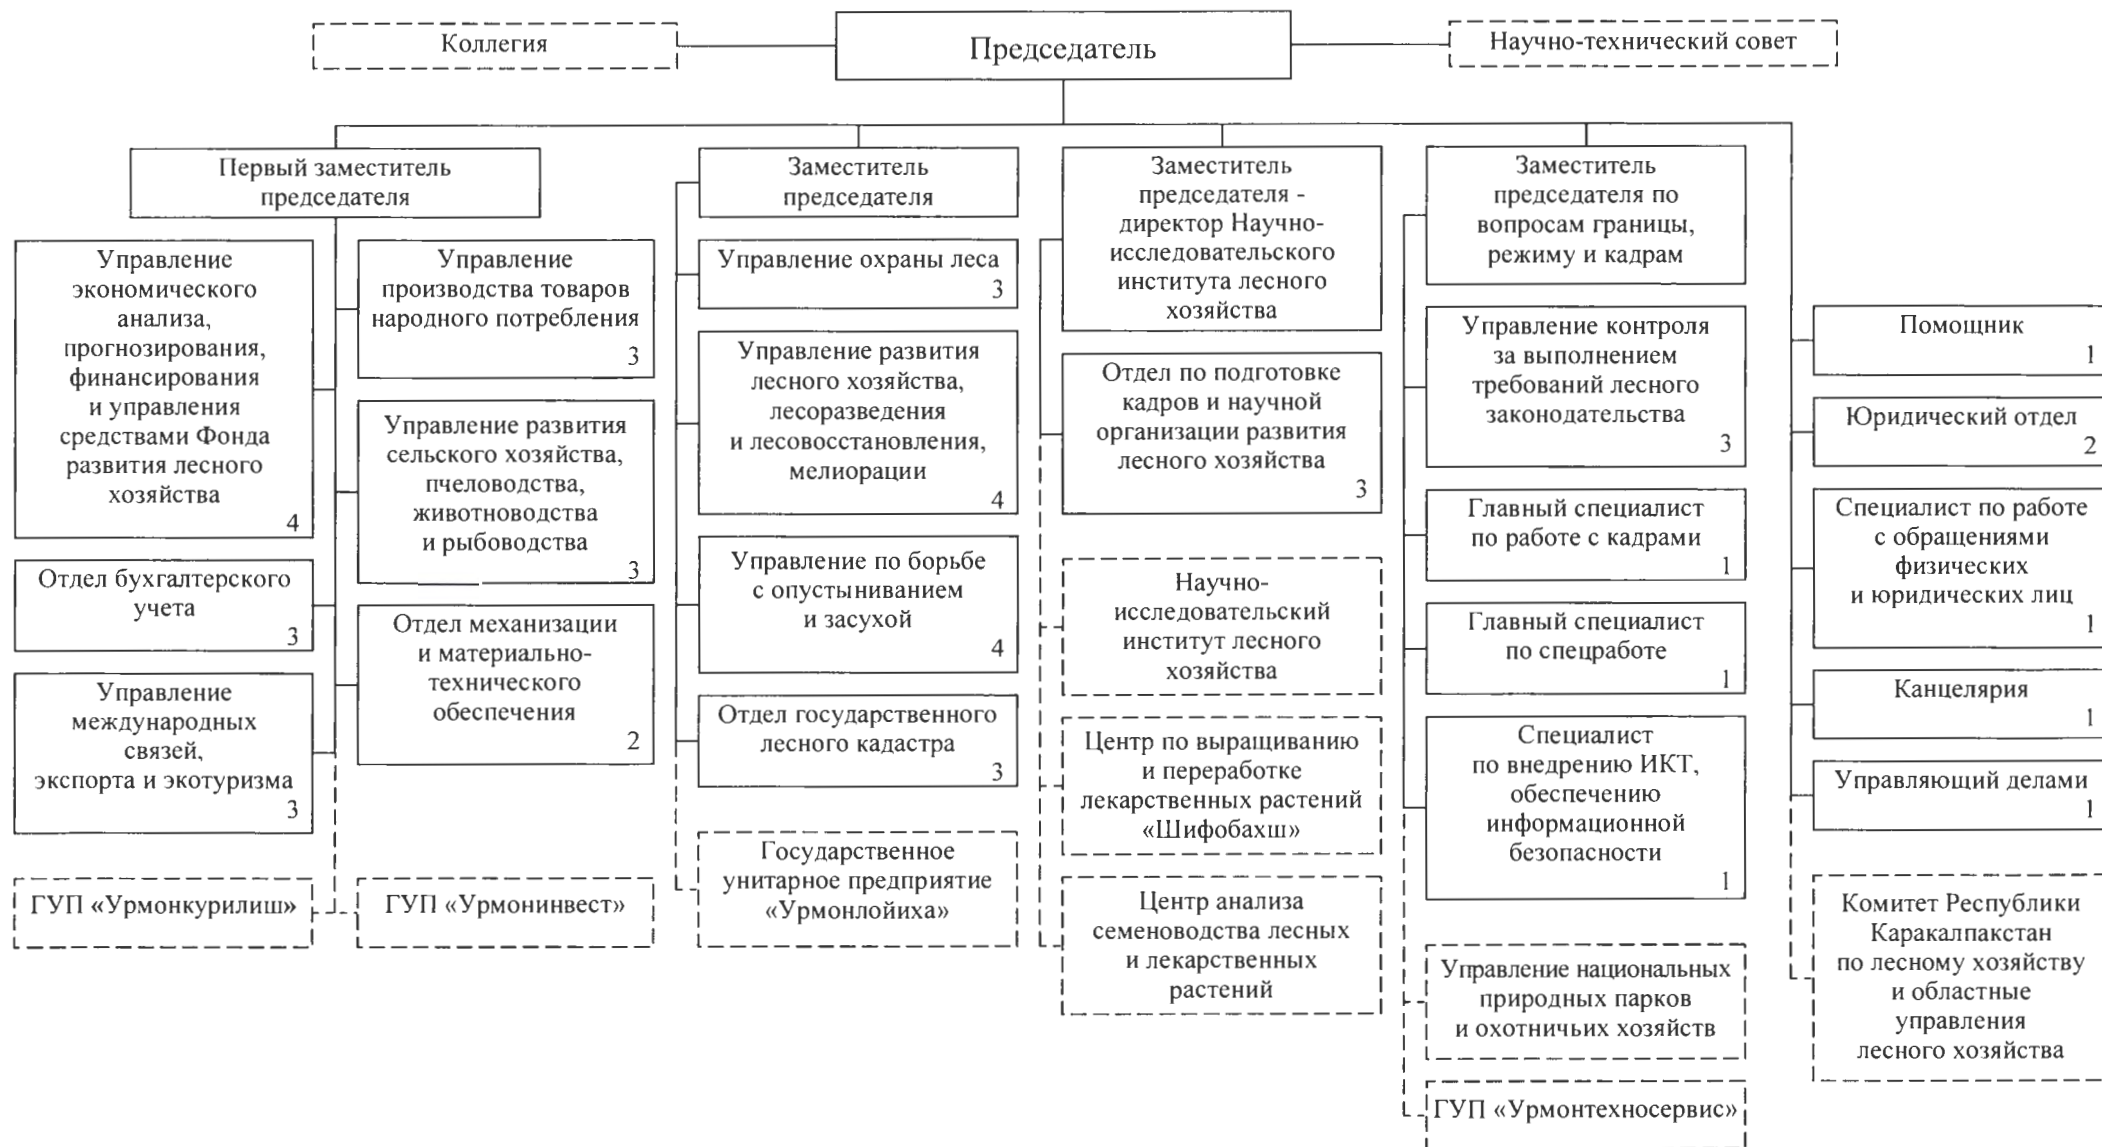 Коллегия
Председатель
Научно-технический совет
Первый заместитель
председателя
Управление
экономического
анализа,
прогнозирования,
финансирования
и управления
средствами Фонда
развития лесного
хозяйства
4
Отдел бухгалтерского
учета
3
Управление
международных
связей,
экспорта и экотуризма
3
ГУП «Урмонкурилиш»
Управление
производства товаров
народного потребления
3
Управление развития
сельского хозяйства,
пчеловодства,
животноводства
и рыбоводства
3
Отдел механизации
и материально-
технического
обеспечения
2
ГУП «Урмонинвест»
Заместитель
председателя
Управление охраны леса
3
Управление развития
лесного хозяйства,
лесоразведения
и лесовосстановления,
мелиорации
4
Управление по борьбе
с опустыниванием
и засухой
4
Отдел государственного
лесного кадастра
3
Государственное
унитарное предприятие
«Урмонлойиха»
Заместитель
председателя -
директор Научно-
исследовательского
института лесного
хозяйства
Отдел по подготовке
кадров и научной
организации развития
лесного хозяйства
3
Научно-
исследовательский
институт лесного
хозяйства
Центр по выращиванию
и переработке
лекарственных растений
«Шифобахш»
Центр анализа
семеноводства лесных
и лекарственных
растений
Заместитель
председателя по
вопросам границы,
режиму и кадрам
Управление контроля
за выполнением
требований лесного
законодательства
3
Главный специалист
по работе с кадрами
1
Главный специалист
по спецработе
1
Специалист
по внедрению ИКТ,
обеспечению
информационной
безопасности
1
Управление национальных
природных парков
и охотничьих хозяйств
ГУП «Урмонтехносервис»
Помощник
1
Юридический отдел
2
Специалист по работе
с обращениями
физических
и юридических лиц
1
Канцелярия
1
Управляющий делами
1
Комитет Республики
Каракалпакстан
по лесному хозяйству
и областные
управления
лесного хозяйства